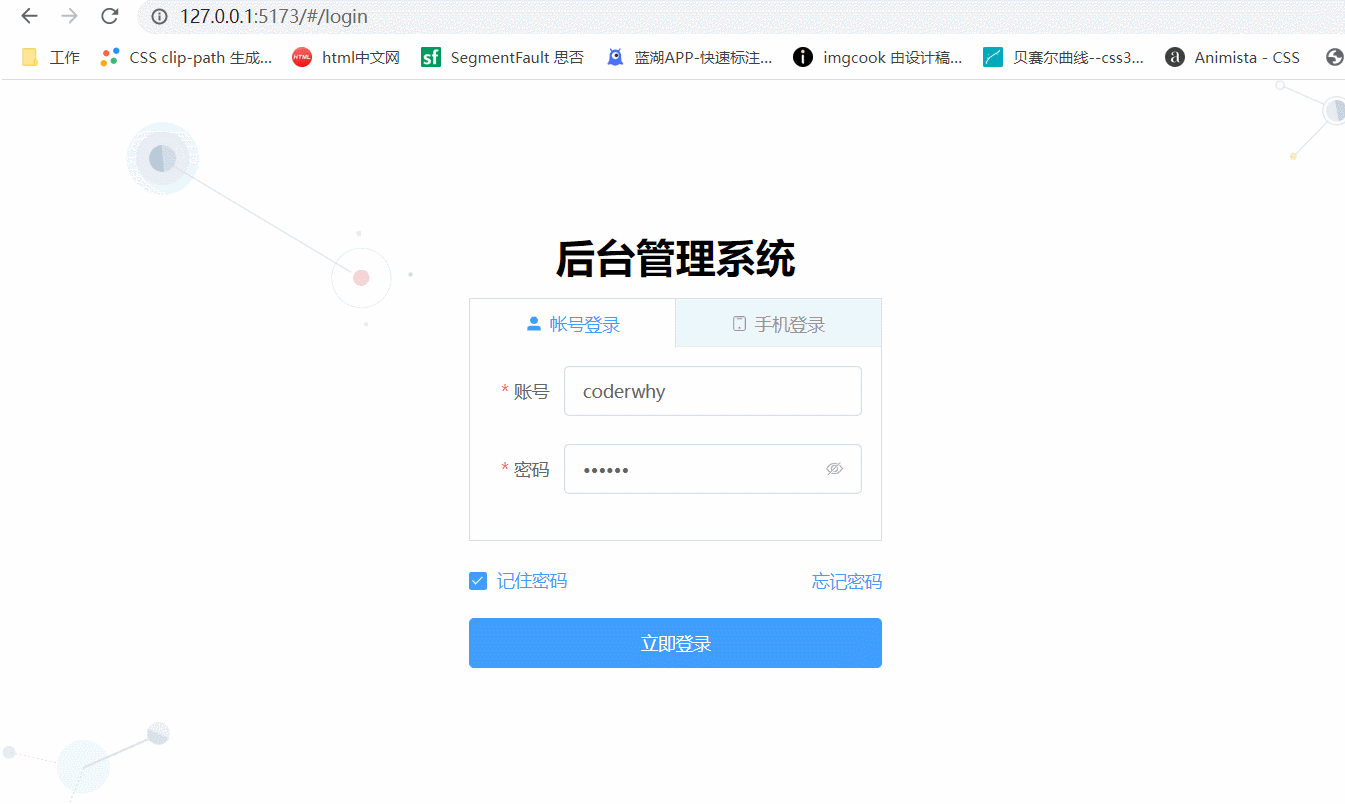 127.0.0.1:5173/#/login
工作 CSS clip-path 生成... HTML html中文网 sf SegmentFault 思否 蓝湖APP-快速标注... i imgcook 由设计稿... 贝塞尔曲线--css3... a Animista - CSS
后台管理系统
帐号登录 手机登录
* 账号 coderwhy
* 密码 ••••••
记住密码 忘记密码
立即登录